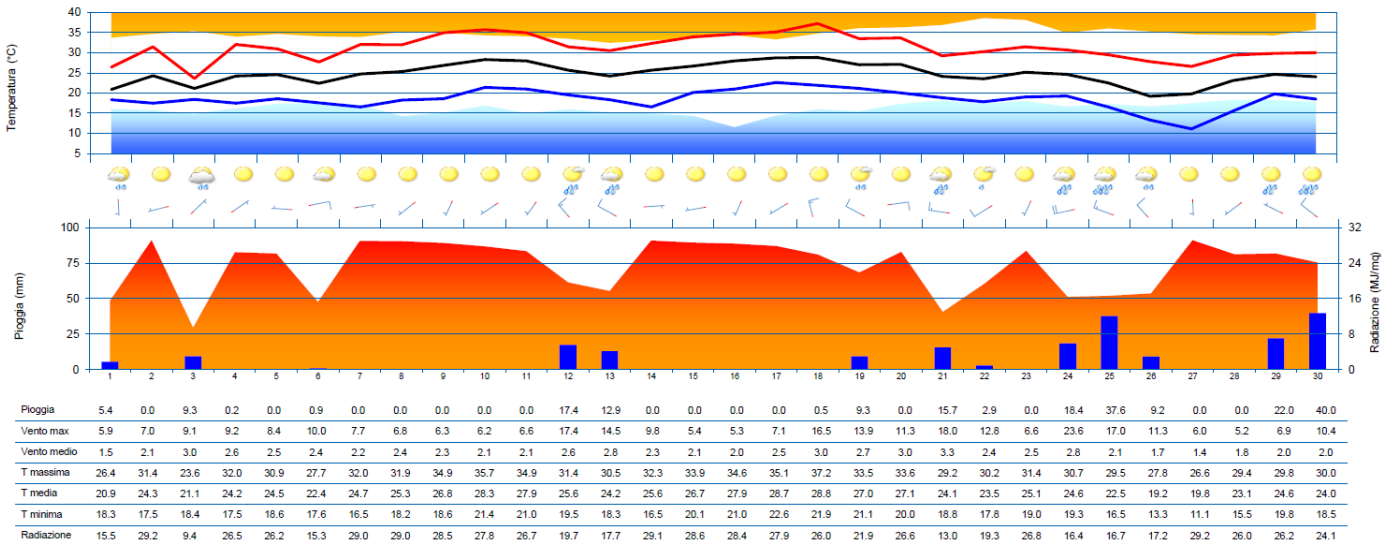 Temperatura (°C)
40
35
30
25
20
15
10
5
Pioggia (mm)
100
75
50
25
0
32
24
16
8
0
Radiazione (MJ/mq)
1 2 3 4 5 6 7 8 9 10 11 12 13 14 15 16 17 18 19 20 21 22 23 24 25 26 27 28 29 30
Pioggia 5.4 0.0 9.3 0.2 0.0 0.9 0.0 0.0 0.0 0.0 0.0 17.4 12.9 0.0 0.0 0.0 0.0 0.5 9.3 0.0 15.7 2.9 0.0 18.4 37.6 9.2 0.0 0.0 22.0 40.0
Vento max 5.9 7.0 9.1 9.2 8.4 10.0 7.7 6.8 6.3 6.2 6.6 17.4 14.5 9.8 5.4 5.3 7.1 16.5 13.9 11.3 18.0 12.8 6.6 23.6 17.0 11.3 6.0 5.2 6.9 10.4
Vento medio 1.5 2.1 3.0 2.6 2.5 2.4 2.2 2.4 2.3 2.1 2.1 2.6 2.8 2.3 2.1 2.0 2.5 3.0 2.7 3.0 3.3 2.4 2.5 2.8 2.1 1.7 1.4 1.8 2.0 2.0
T massima 26.4 31.4 23.6 32.0 30.9 27.7 32.0 31.9 34.9 35.7 34.9 31.4 30.5 32.3 33.9 34.6 35.1 37.2 33.5 33.6 29.2 30.2 31.4 30.7 29.5 27.8 26.6 29.4 29.8 30.0
T media 20.9 24.3 21.1 24.2 24.5 22.4 24.7 25.3 26.8 28.3 27.9 25.6 24.2 25.6 26.7 27.9 28.7 28.8 27.0 27.1 24.1 23.5 25.1 24.6 22.5 19.2 19.8 23.1 24.6 24.0
T minima 18.3 17.5 18.4 17.5 18.6 17.6 16.5 18.2 18.6 21.4 21.0 19.5 18.3 16.5 20.1 21.0 22.6 21.9 21.1 20.0 18.8 17.8 19.0 19.3 16.5 13.3 11.1 15.5 19.8 18.5
Radiazione 15.5 29.2 9.4 26.5 26.2 15.3 29.0 29.0 28.5 27.8 26.7 19.7 17.7 29.1 28.6 28.4 27.9 26.0 21.9 26.6 13.0 19.3 26.8 16.4 16.7 17.2 29.2 26.0 26.2 24.1